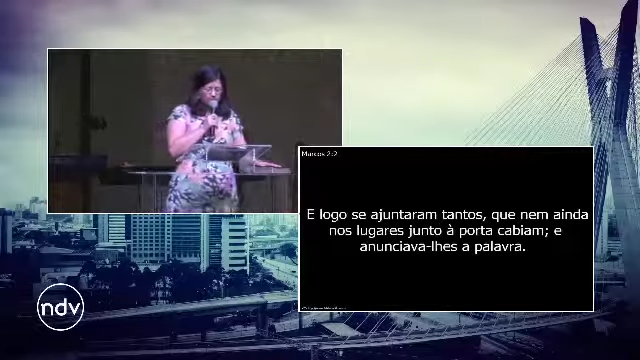 Marcos 2:2
E logo se ajuntaram tantos, que nem ainda
nos lugares junto à porta cabiam; e
anunciava-lhes a palavra.
ndv